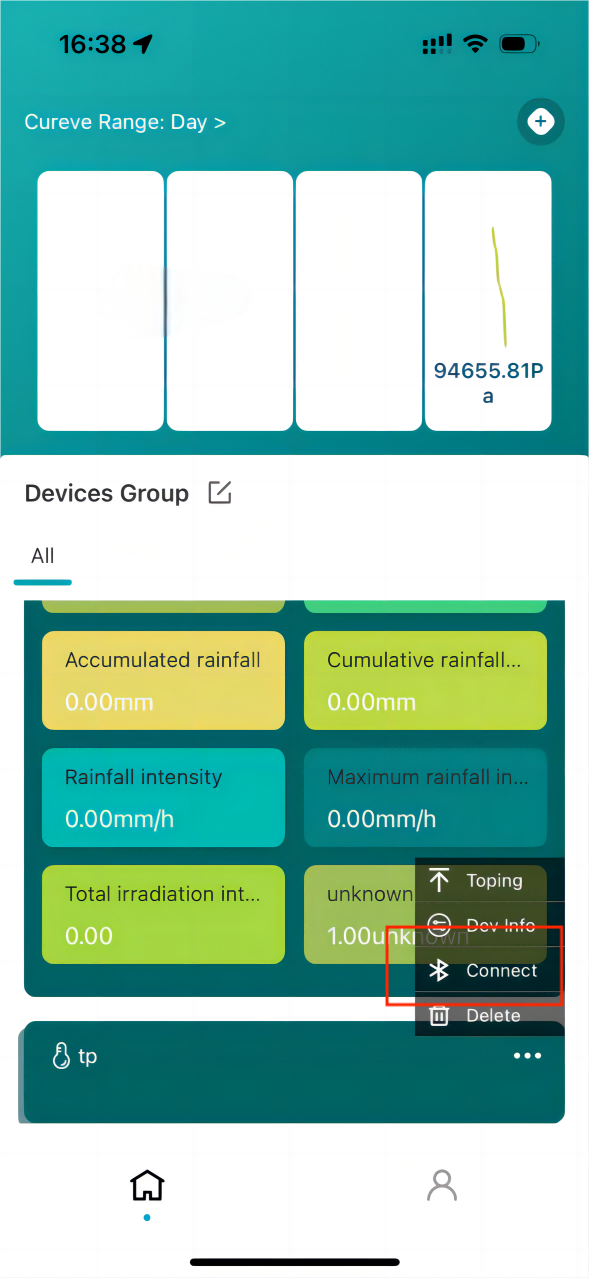 16:38
Cureve Range: Day >
94655.81P
a
Devices Group
All
Accumulated rainfall
0.00mm
Cumulative rainfall...
0.00mm
Rainfall intensity
0.00mm/h
Maximum rainfall in...
0.00mm/h
Total irradiation int...
0.00
unknown
1.00unknown
Toping
Dev Info
Connect
Delete
tp